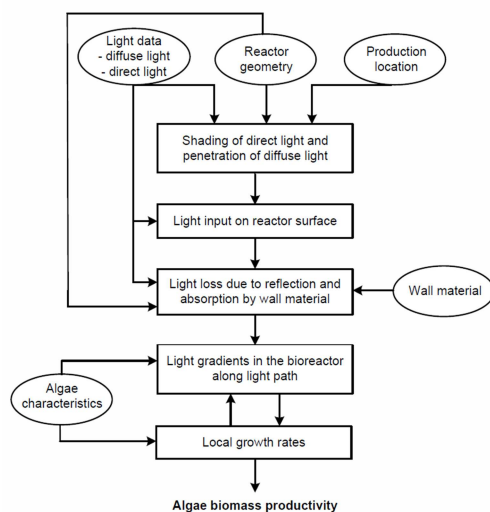 Light data
- diffuse light
- direct light
Reactor
geometry
Production
location
Shading of direct light and
penetration of diffuse light
Light input on reactor surface
Light loss due to reflection and
absorption by wall material
Wall material
Light gradients in the bioreactor
along light path
Algae
characteristics
Local growth rates
Algae biomass productivity